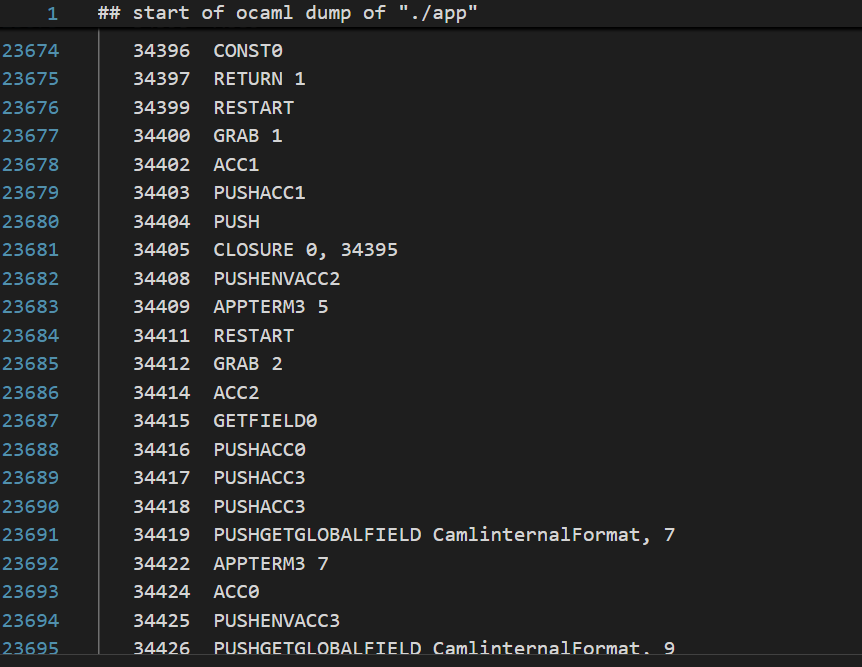 1 ## start of ocaml dump of "./app"
23674 34396 CONST0
23675 34397 RETURN 1
23676 34399 RESTART
23677 34400 GRAB 1
23678 34402 ACC1
23679 34403 PUSHACC1
23680 34404 PUSH
23681 34405 CLOSURE 0, 34395
23682 34408 PUSHENVACC2
23683 34409 APPTERM3 5
23684 34411 RESTART
23685 34412 GRAB 2
23686 34414 ACC2
23687 34415 GETFIELD0
23688 34416 PUSHACC0
23689 34417 PUSHACC3
23690 34418 PUSHACC3
23691 34419 PUSHGETGLOBALFIELD CamlinternalFormat, 7
23692 34422 APPTERM3 7
23693 34424 ACC0
23694 34425 PUSHENVACC3
23695 34426 PUSHGETGLOBALFIELD CamlinternalFormat, 9